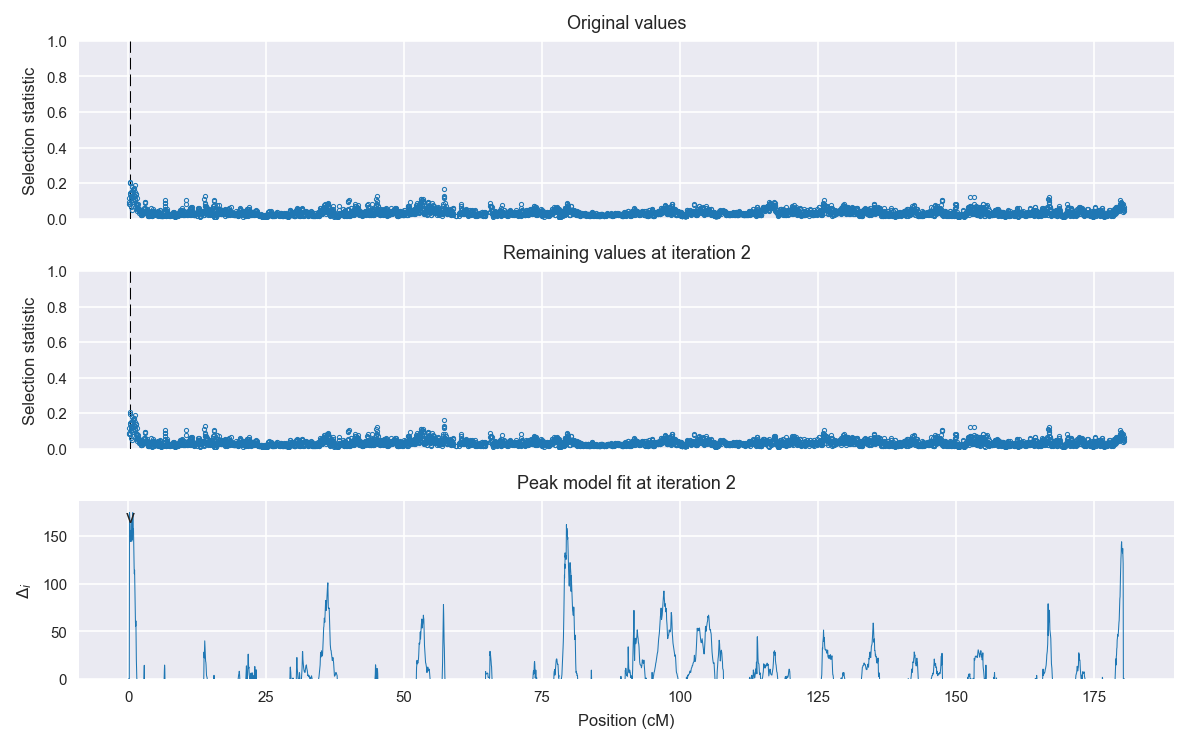 Original values
1.0
0.8
0.6
0.4
0.2
0.0
Selection statistic
Remaining values at iteration 2
1.0
0.8
0.6
0.4
0.2
0.0
Selection statistic
Peak model fit at iteration 2
150
100
50
0
Δi
0 25 50 75 100 125 150 175
Position (cM)